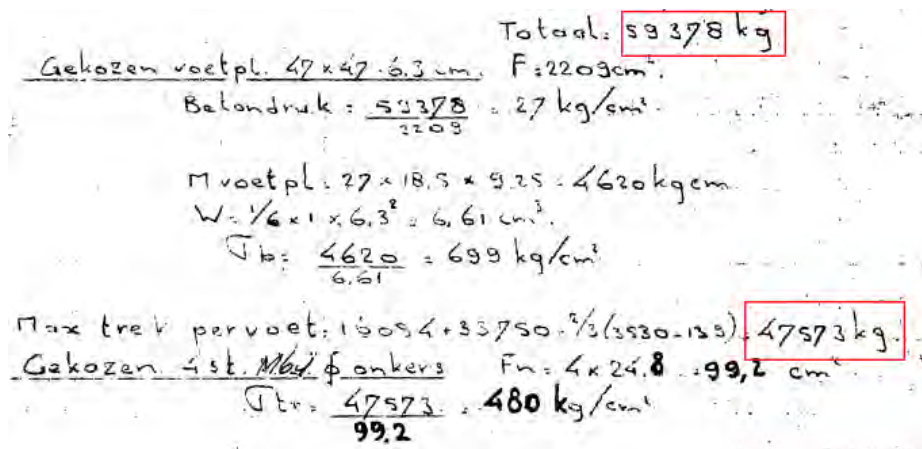 Totaal: 59378 kg
Gekozen voetpl. 47 x 47 . 6.3 cm. F = 2209 cm².
Betondruk = 59378 / 2209 = 27 kg/cm²
M voetpl. = 27 x 18.5 x 9.25 = 4620 kgcm
W = 1/6 x 1 x 6,3² = 6,61 cm³.
σb = 4620 / 6,61 = 699 kg/cm²
Max trek per voet: + 33750 - 2/3(3530 - ) = 47573 kg.
Gekozen 4 st. M64 ϕ ankers Fn = 4 x 24.8 = 99,2 cm²
σtr = 47573 / 99.2 = 480 kg/cm²